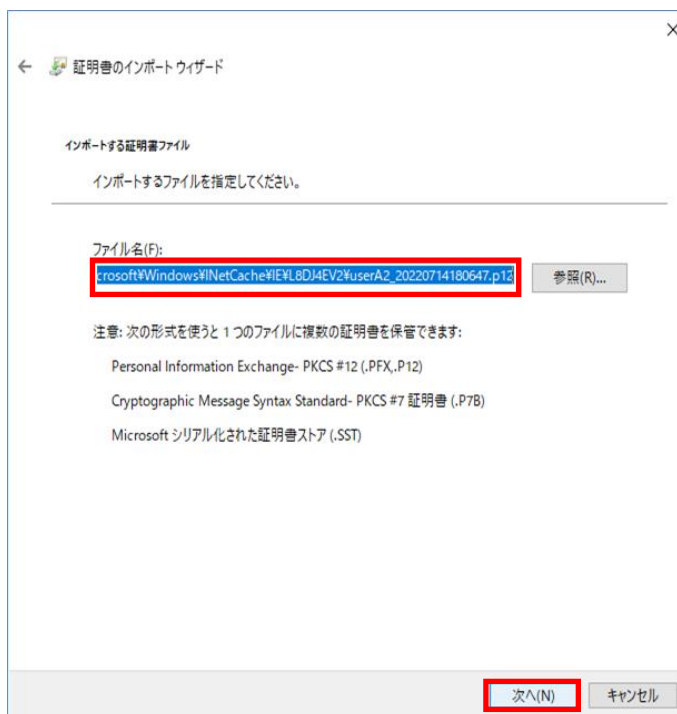 証明書のインポート ウィザード
インポートする証明書ファイル
インポートするファイルを指定してください。
ファイル名(F):
crosoft¥Windows¥INetCache¥IE¥L8DJ4EV2¥userA2_20220714180647.p12
参照(R)...
注意: 次の形式を使うと 1 つのファイルに複数の証明書を保管できます:
Personal Information Exchange- PKCS #12 (.PFX,.P12)
Cryptographic Message Syntax Standard- PKCS #7 証明書 (.P7B)
Microsoft シリアル化された証明書ストア (.SST)
次へ(N)
キャンセル